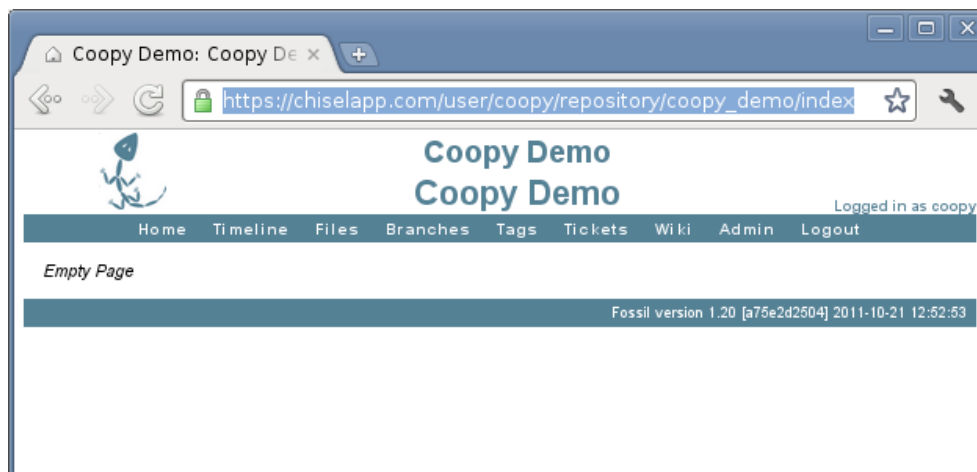 Coopy Demo: Coopy De
https://chiselapp.com/user/coopy/repository/coopy_demo/index
Coopy Demo
Coopy Demo
Logged in as coopy
Home Timeline Files Branches Tags Tickets Wiki Admin Logout
Empty Page
Fossil version 1.20 [a75e2d2504] 2011-10-21 12:52:53